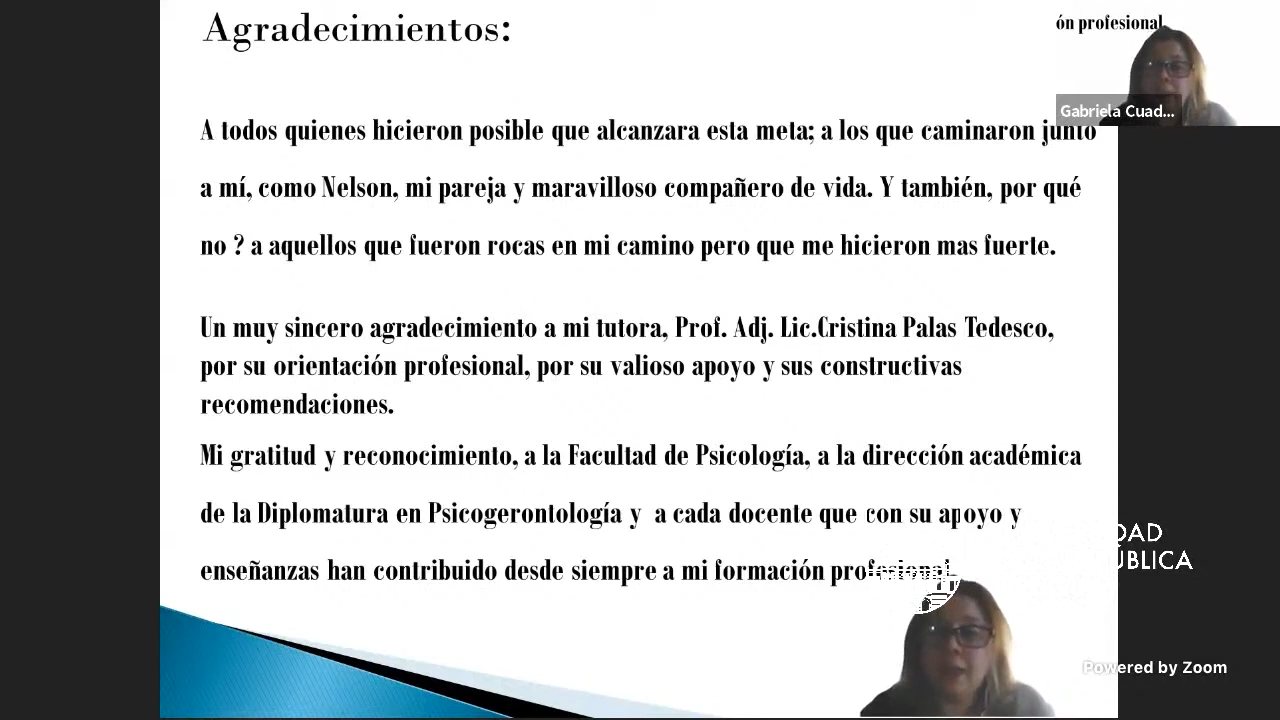 Agradecimientos:
ón profesional
Gabriela Cuad...
A todos quienes hicieron posible que alcanzara esta meta; a los que caminaron junto
a mí, como Nelson, mi pareja y maravilloso compañero de vida. Y también, por qué
no ? a aquellos que fueron rocas en mi camino pero que me hicieron mas fuerte.
Un muy sincero agradecimiento a mi tutora, Prof. Adj. Lic.Cristina Palas Tedesco,
por su orientación profesional, por su valioso apoyo y sus constructivas
recomendaciones.
Mi gratitud y reconocimiento, a la Facultad de Psicología, a la dirección académica
de la Diplomatura en Psicogerontología y a cada docente que con su apoyo y
enseñanzas han contribuido desde siempre a mi formación profesional
DAD
ÚBLICA
Powered by Zoom